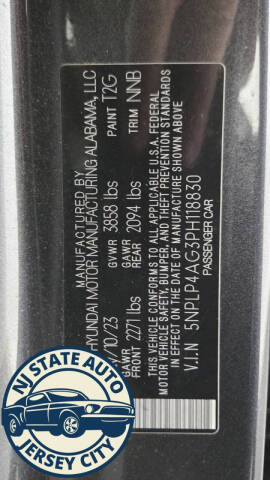 MANUFACTURED BY
HYUNDAI MOTOR MANUFACTURING ALABAMA, LLC
/10/23 GVWR 3858 lbs PAINT T2G
FRONT 2271 lbs GAWR REAR 2094 lbs TRIM NNB
THIS VEHICLE CONFORMS TO ALL APPLICABLE U.S.A. FEDERAL
MOTOR VEHICLE SAFETY, BUMPER, AND THEFT PREVENTION STANDARDS
IN EFFECT ON THE DATE OF MANUFACTURE SHOWN ABOVE
V.I.N 5NPLP4AG3PH118830
PASSENGER CAR
NJ STATE AUTO
JERSEY CITY